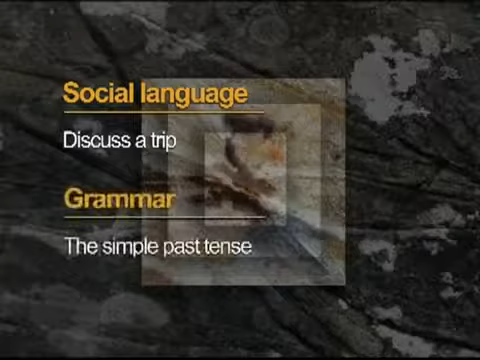 Social language
Discuss a trip
Grammar
The simple past tense